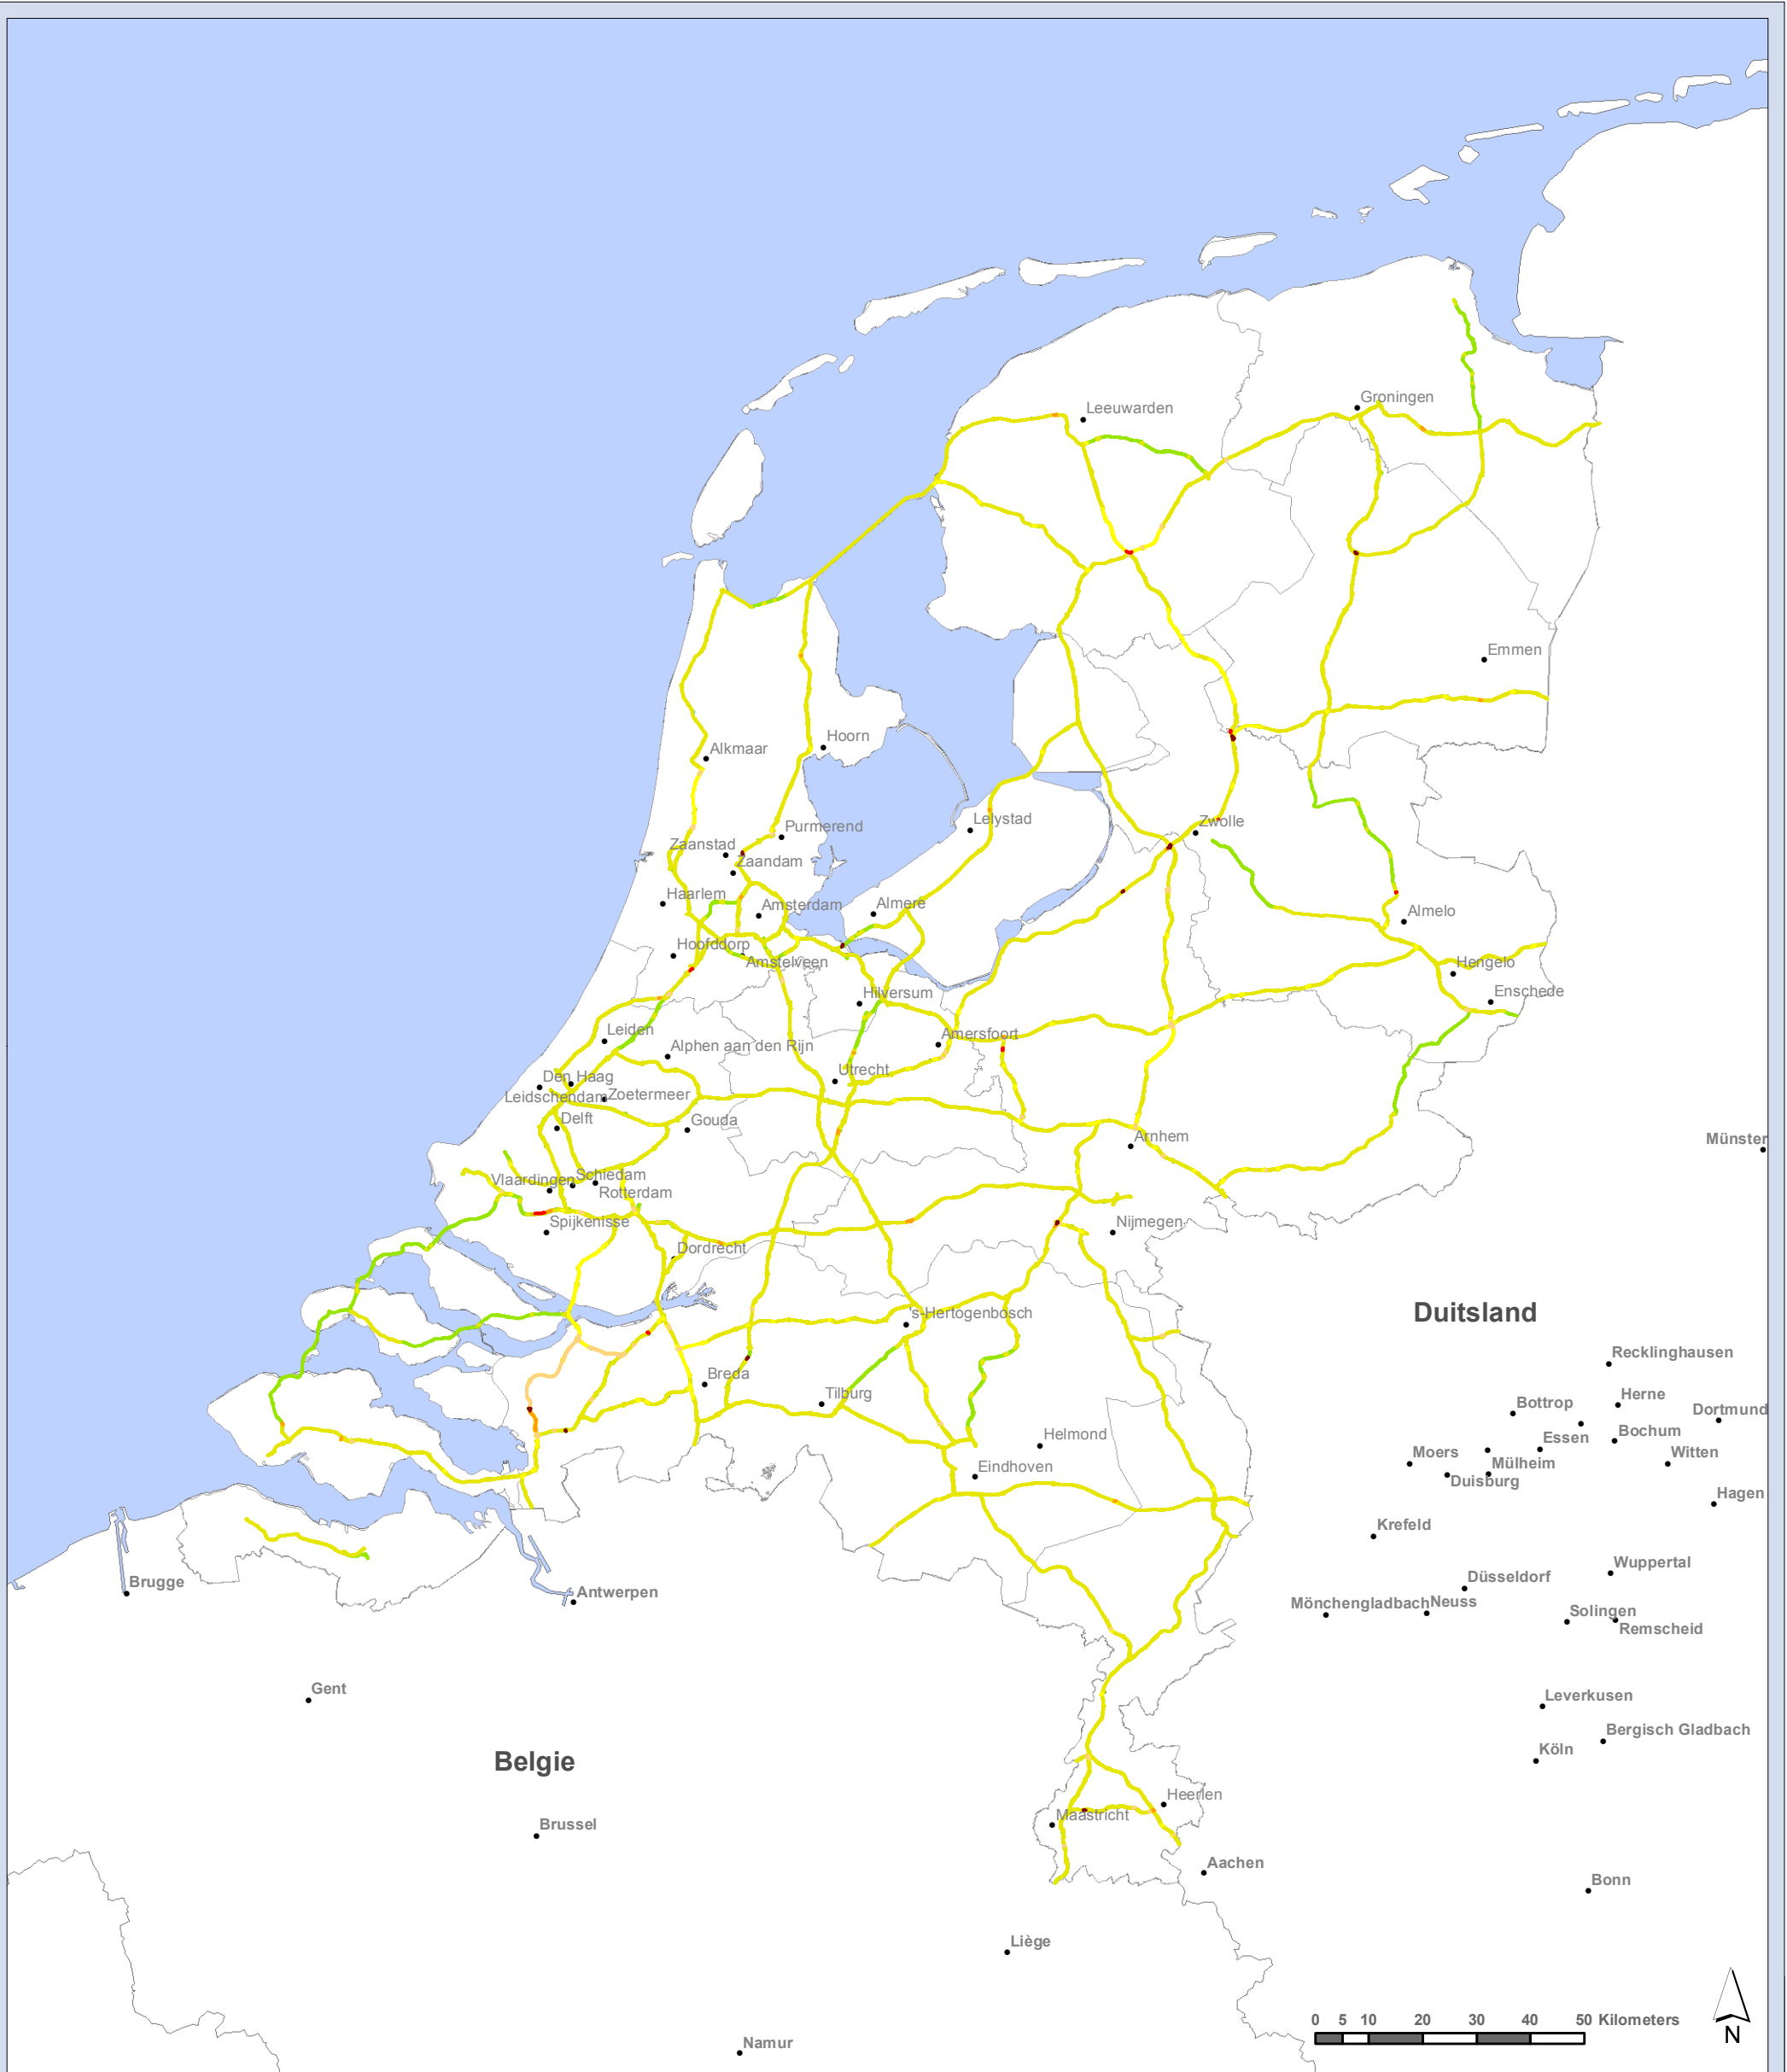 Leeuwarden
Groningen
Emmen
Hoorn
Alkmaar
Purmerend
Lelystad
Zwolle
Zaanstad
Zaandam
Haarlem
Amsterdam
Almere
Almelo
Hoofddorp
Amstelveen
Hengelo
Hilversum
Enschede
Leiden
Amersfoort
Alphen aan den Rijn
Utrecht
Den Haag
Leidschendam
Zoetermeer
Delft
Gouda
Arnhem
Münster
Schiedam
Vlaardingen
Rotterdam
Spijkenisse
Nijmegen
Dordrecht
's-Hertogenbosch
Duitsland
Recklinghausen
Breda
Tilburg
Herne
Bottrop
Dortmund
Bochum
Essen
Helmond
Moers
Mülheim
Witten
Eindhoven
Duisburg
Hagen
Krefeld
Wuppertal
Düsseldorf
Brugge
Antwerpen
Mönchengladbach
Neuss
Solingen
Remscheid
Gent
Leverkusen
Bergisch Gladbach
Belgie
Köln
Heerlen
Maastricht
Brussel
Aachen
Bonn
Liège
0 5 10 20 30 40 50 Kilometers
N
Namur